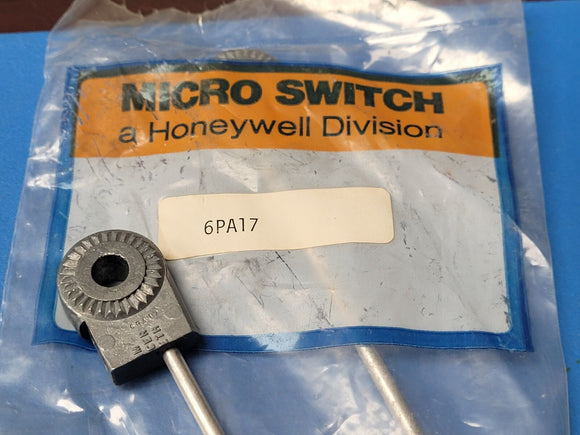 MICRO SWITCH
a Honeywell Division
6PA17